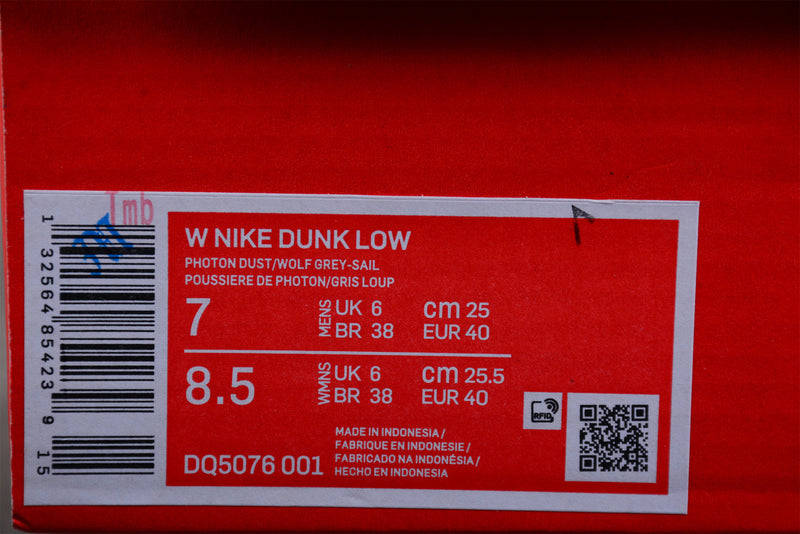 Tmb
1 32564 85423 9 15
W NIKE DUNK LOW
PHOTON DUST/WOLF GREY-SAIL
POUSSIERE DE PHOTON/GRIS LOUP
7 MENS UK 6 cm 25
BR 38 EUR 40
8.5 WMNS UK 6 cm 25.5
BR 38 EUR 40
RFID
MADE IN INDONESIA /
FABRIQUE EN INDONESIE /
FABRICADO NA INDONÉSIA /
HECHO EN INDONESIA
DQ5076 001